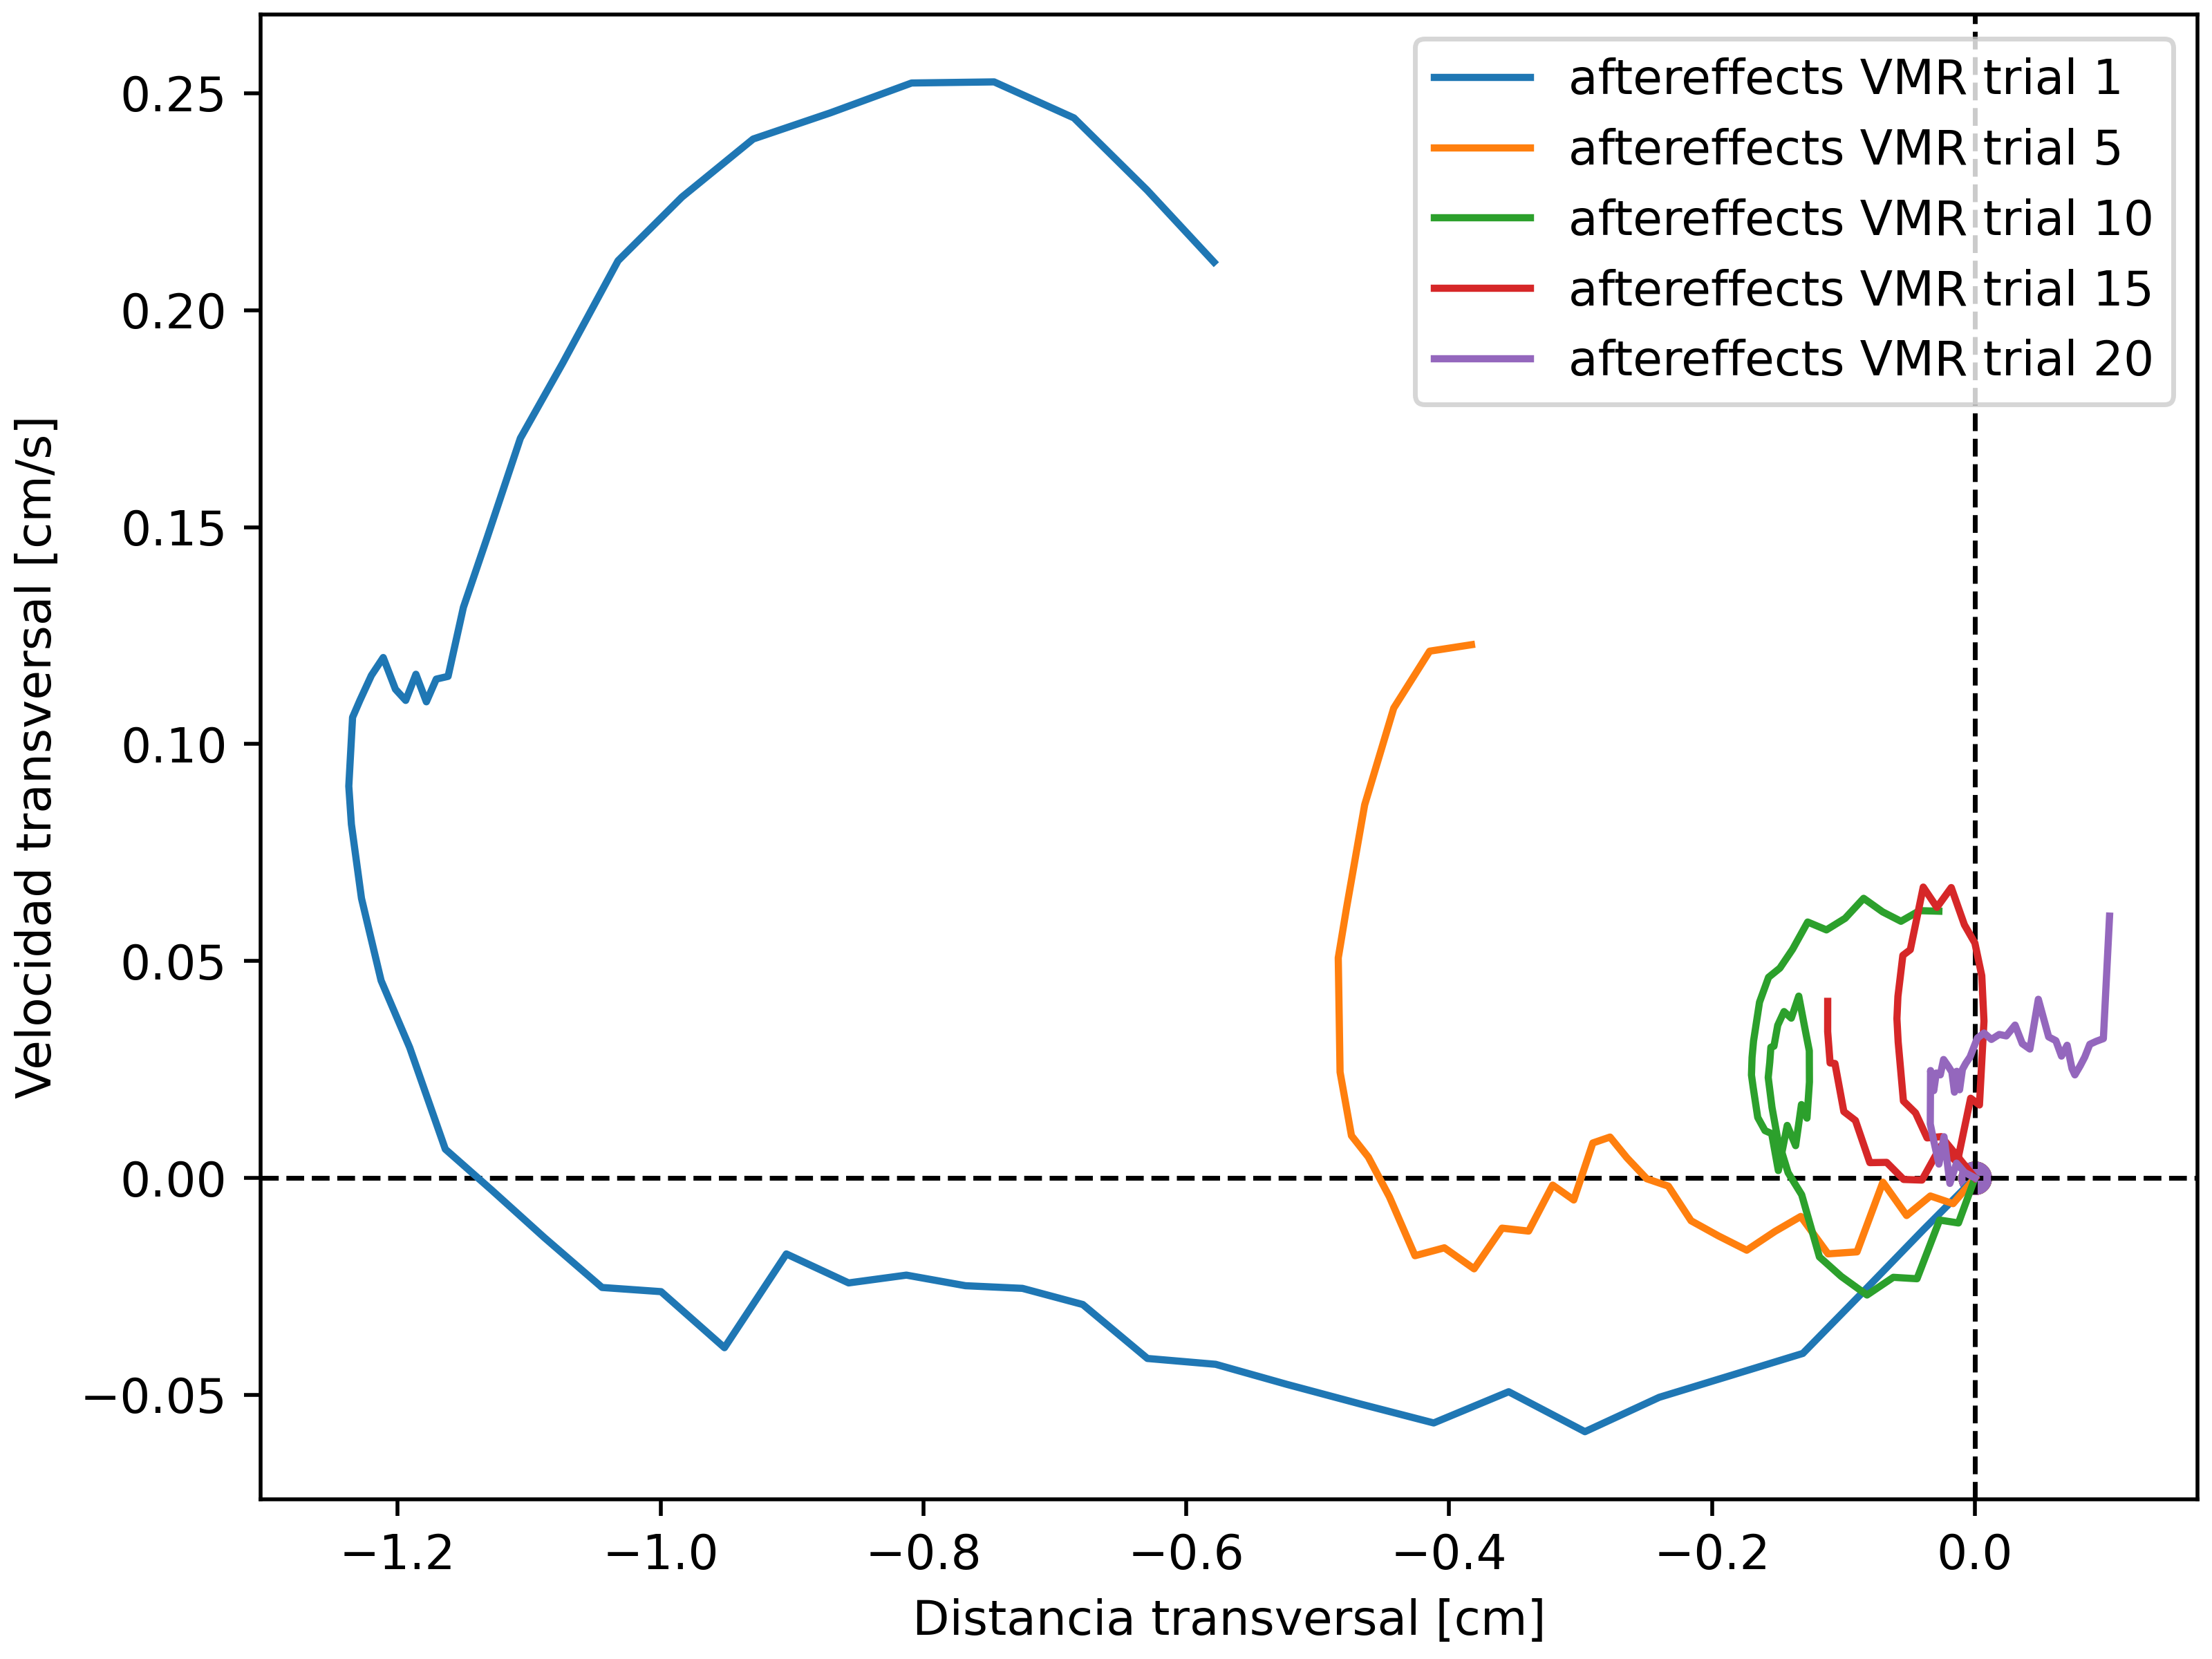 aftereffects VMR trial 1
aftereffects VMR trial 5
aftereffects VMR trial 10
aftereffects VMR trial 15
aftereffects VMR trial 20
Velocidad transversal [cm/s]
0.25
0.20
0.15
0.10
0.05
0.00
−0.05
−1.2 −1.0 −0.8 −0.6 −0.4 −0.2 0.0
Distancia transversal [cm]